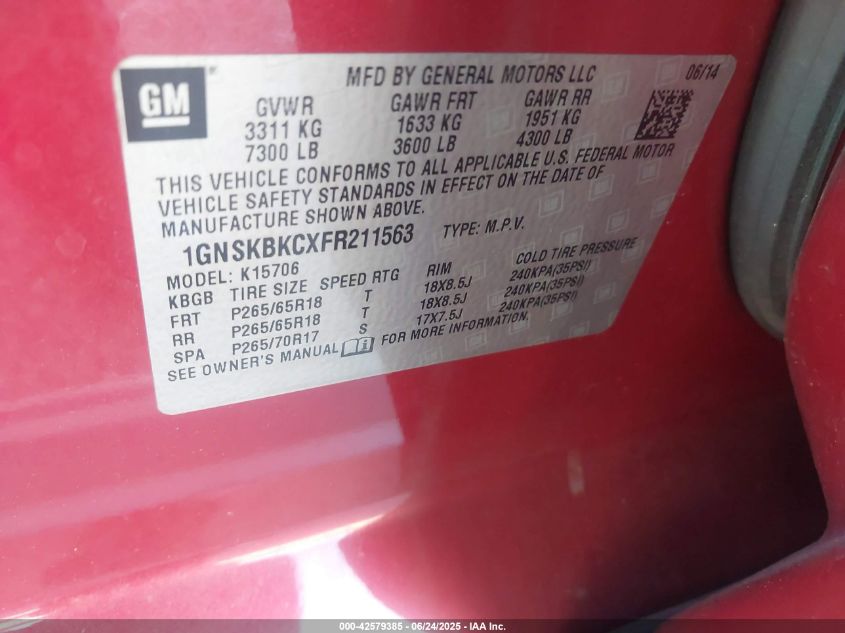 GM
MFD BY GENERAL MOTORS LLC 06/14
GVWR GAWR FRT GAWR RR
3311 KG 1633 KG 1951 KG
7300 LB 3600 LB 4300 LB
THIS VEHICLE CONFORMS TO ALL APPLICABLE U.S. FEDERAL MOTOR
VEHICLE SAFETY STANDARDS IN EFFECT ON THE DATE OF
MANUFACTURE SHOWN ABOVE.
1GNSKBKCXFR211563 TYPE: M.P.V.
MODEL: K15706
KBGB TIRE SIZE SPEED RTG RIM COLD TIRE PRESSURE
FRT P265/65R18 T 18X8.5J 240KPA(35PSI)
RR P265/65R18 T 18X8.5J 240KPA(35PSI)
SPA P265/70R17 S 17X7.5J 240KPA(35PSI)
SEE OWNER'S MANUAL FOR MORE INFORMATION.
000-42579385 - 06/24/2025 - IAA Inc.